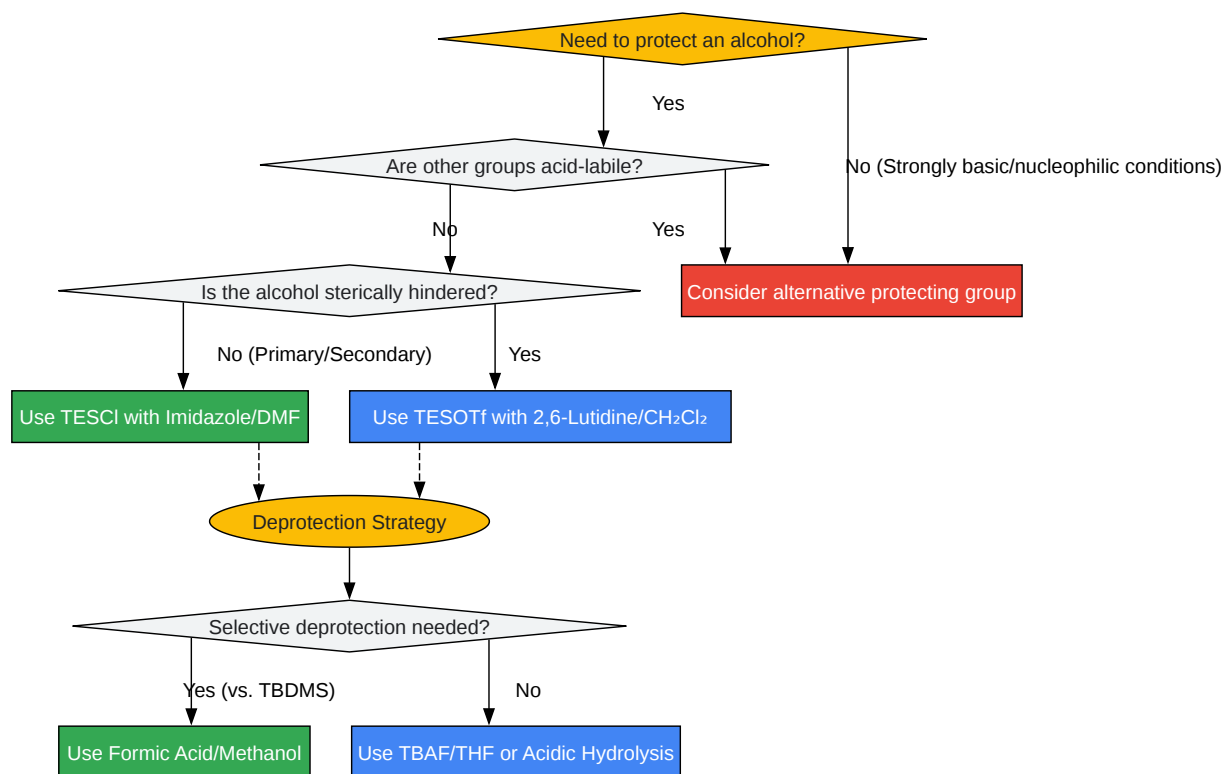 Need to protect an alcohol?
Yes
Are other groups acid-labile?
No (Strongly basic/nucleophilic conditions)
No
Yes
Is the alcohol sterically hindered?
Consider alternative protecting group
No (Primary/Secondary)
Yes
Use TESCl with Imidazole/DMF
Use TESOTf with 2,6-Lutidine/CH₂Cl₂
Deprotection Strategy
Selective deprotection needed?
Yes (vs. TBDMS)
No
Use Formic Acid/Methanol
Use TBAF/THF or Acidic Hydrolysis